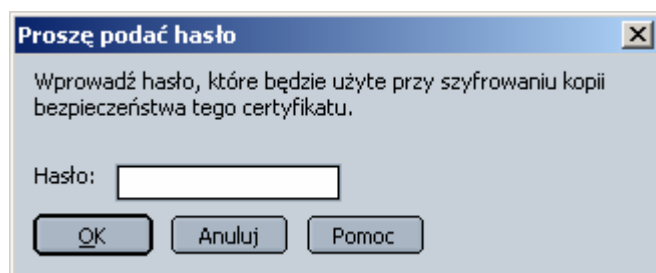 Proszę podać hasło
Wprowadź hasło, które będzie użyte przy szyfrowaniu kopii
bezpieczeństwa tego certyfikatu.
Hasło:
OK Anuluj Pomoc